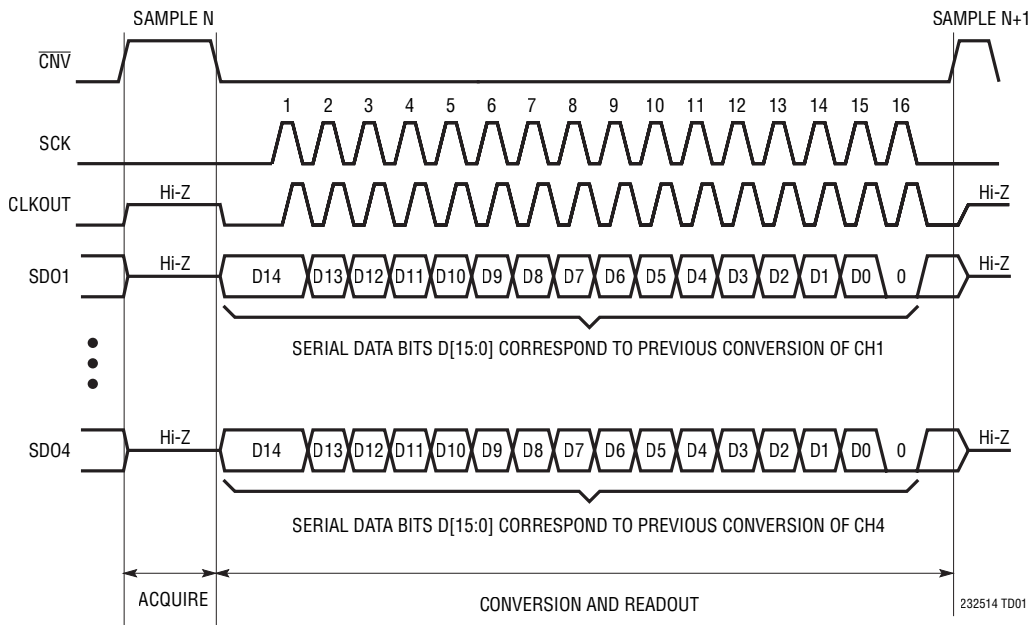 SAMPLE N SAMPLE N+1
CNV
1 2 3 4 5 6 7 8 9 10 11 12 13 14 15 16
SCK
CLKOUT Hi-Z Hi-Z
SDO1 Hi-Z D14 D13 D12 D11 D10 D9 D8 D7 D6 D5 D4 D3 D2 D1 D0 0 Hi-Z
SERIAL DATA BITS D[15:0] CORRESPOND TO PREVIOUS CONVERSION OF CH1
SDO4 Hi-Z D14 D13 D12 D11 D10 D9 D8 D7 D6 D5 D4 D3 D2 D1 D0 0 Hi-Z
SERIAL DATA BITS D[15:0] CORRESPOND TO PREVIOUS CONVERSION OF CH4
ACQUIRE CONVERSION AND READOUT
232514 TD01